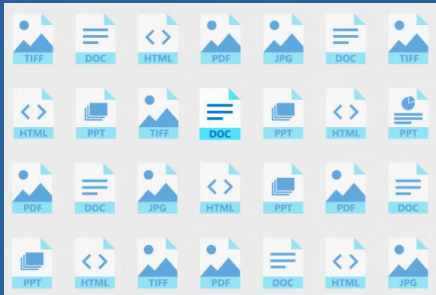 TIFF DOC HTML PDF JPG DOC TIFF
HTML PPT TIFF DOC PPT HTML PPT
PDF DOC JPG HTML PPT PDF DOC
PPT HTML TIFF PDF DOC HTML JPG